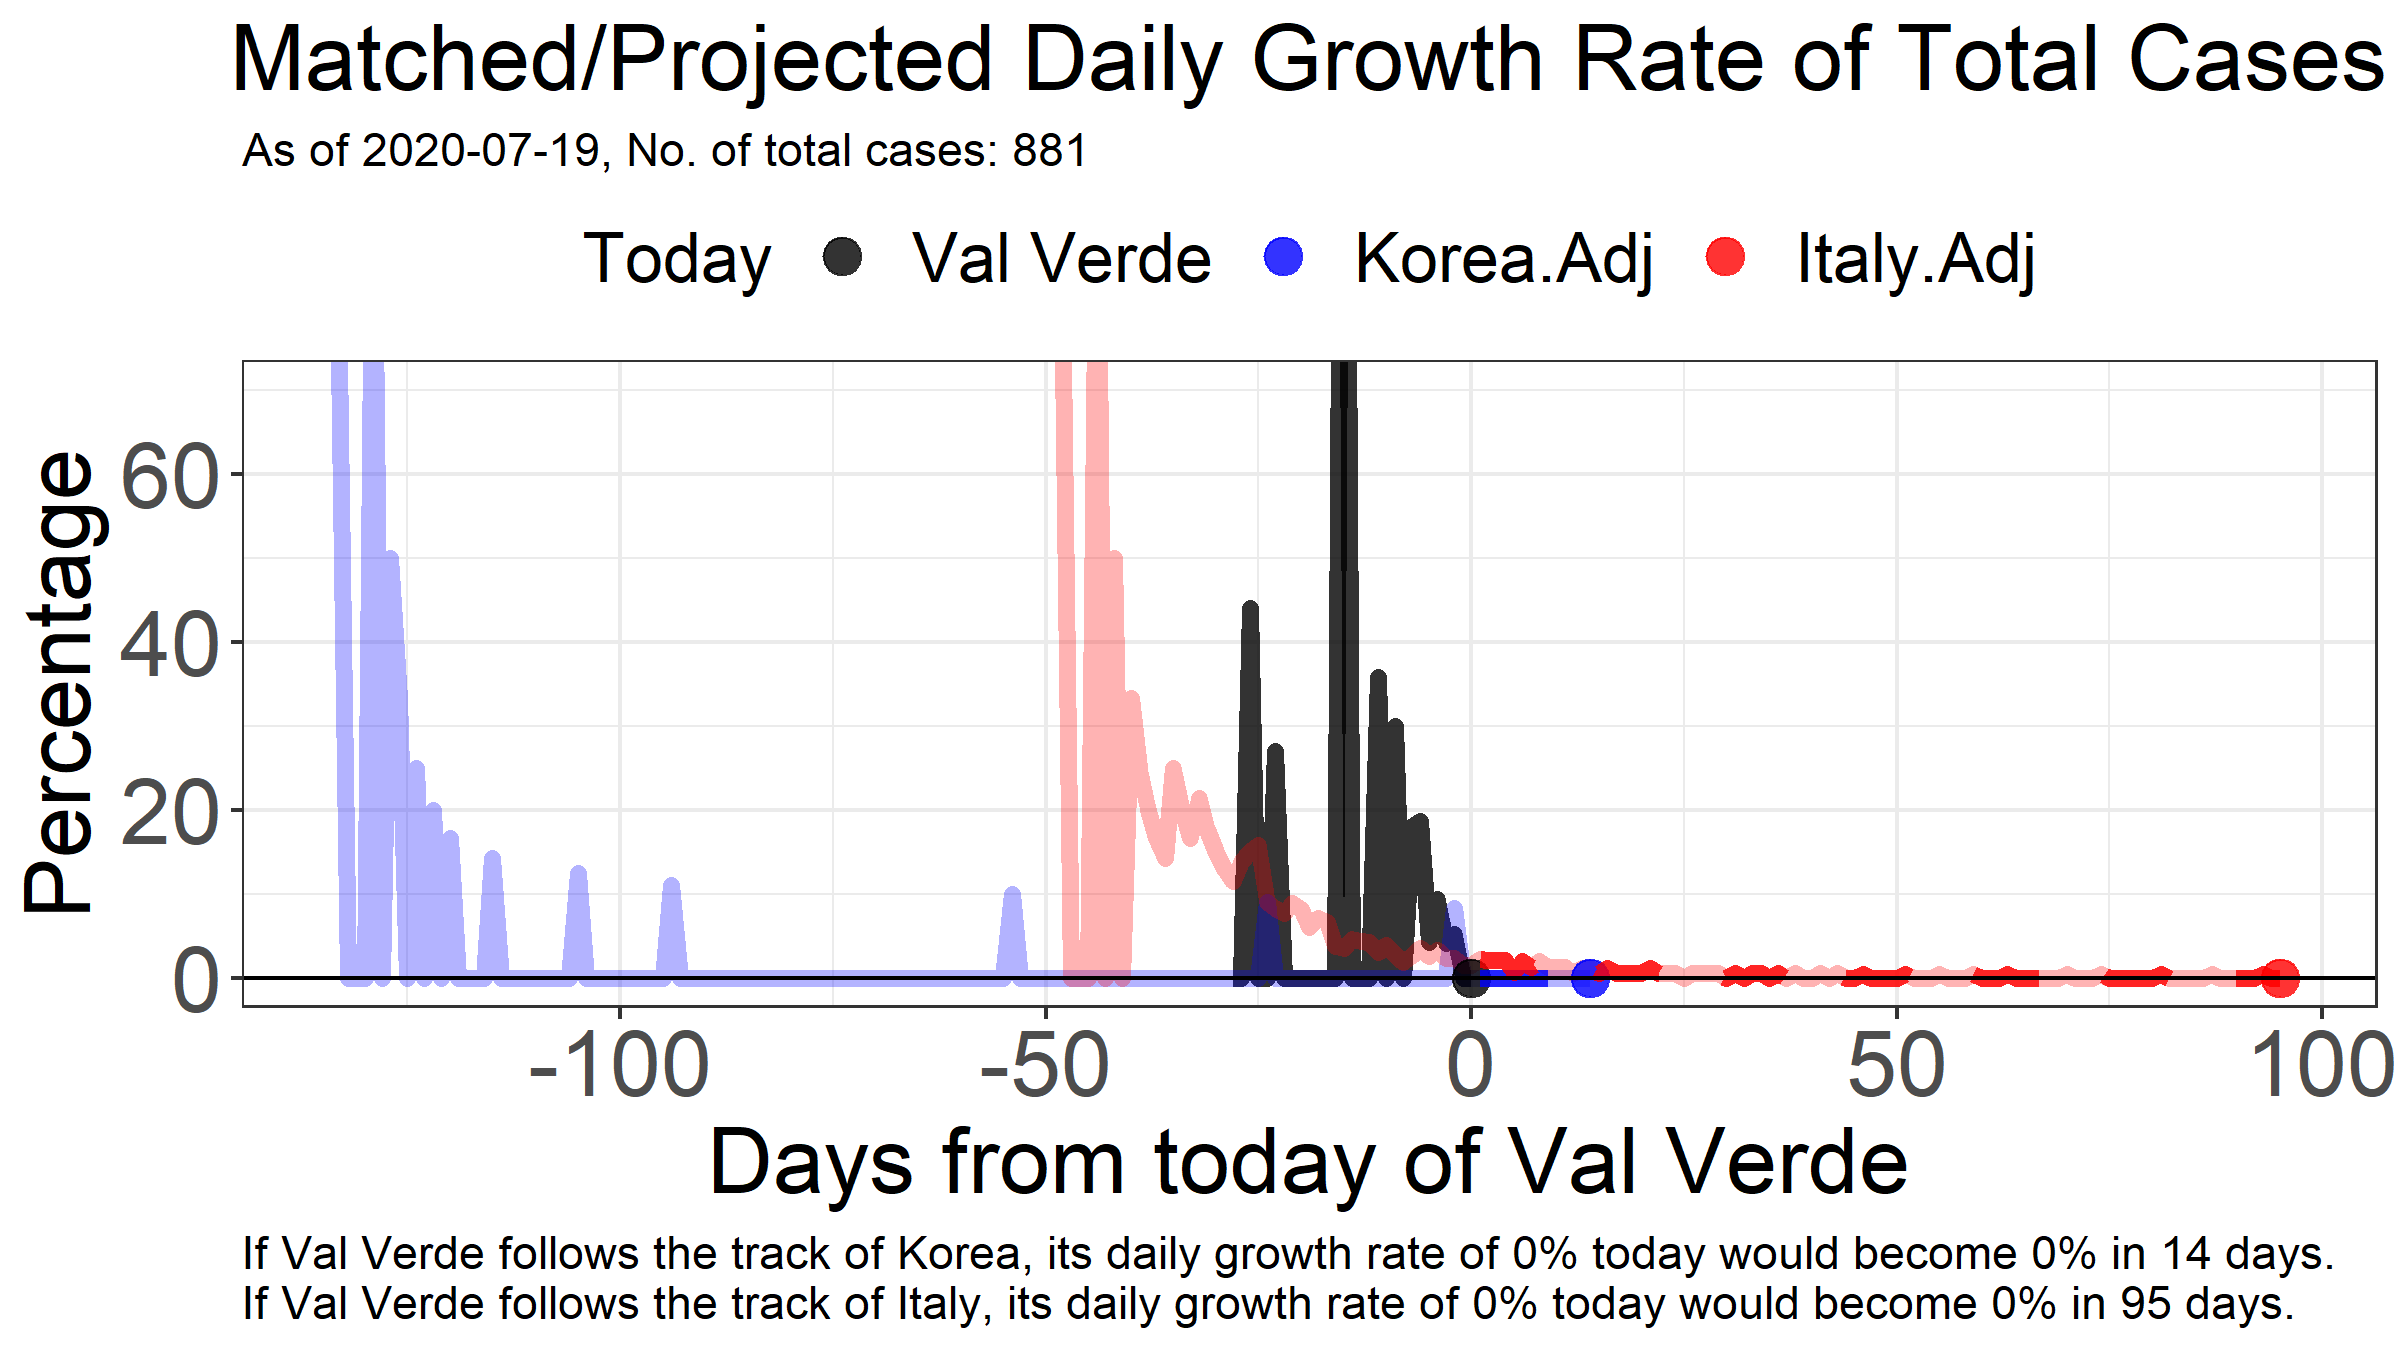 Matched/Projected Daily Growth Rate of Total Cases
As of 2020-07-19, No. of total cases: 881
Today Val Verde Korea.Adj Italy.Adj
Percentage
60
40
20
0
-100 -50 0 50 100
Days from today of Val Verde
If Val Verde follows the track of Korea, its daily growth rate of 0% today would become 0% in 14 days.
If Val Verde follows the track of Italy, its daily growth rate of 0% today would become 0% in 95 days.